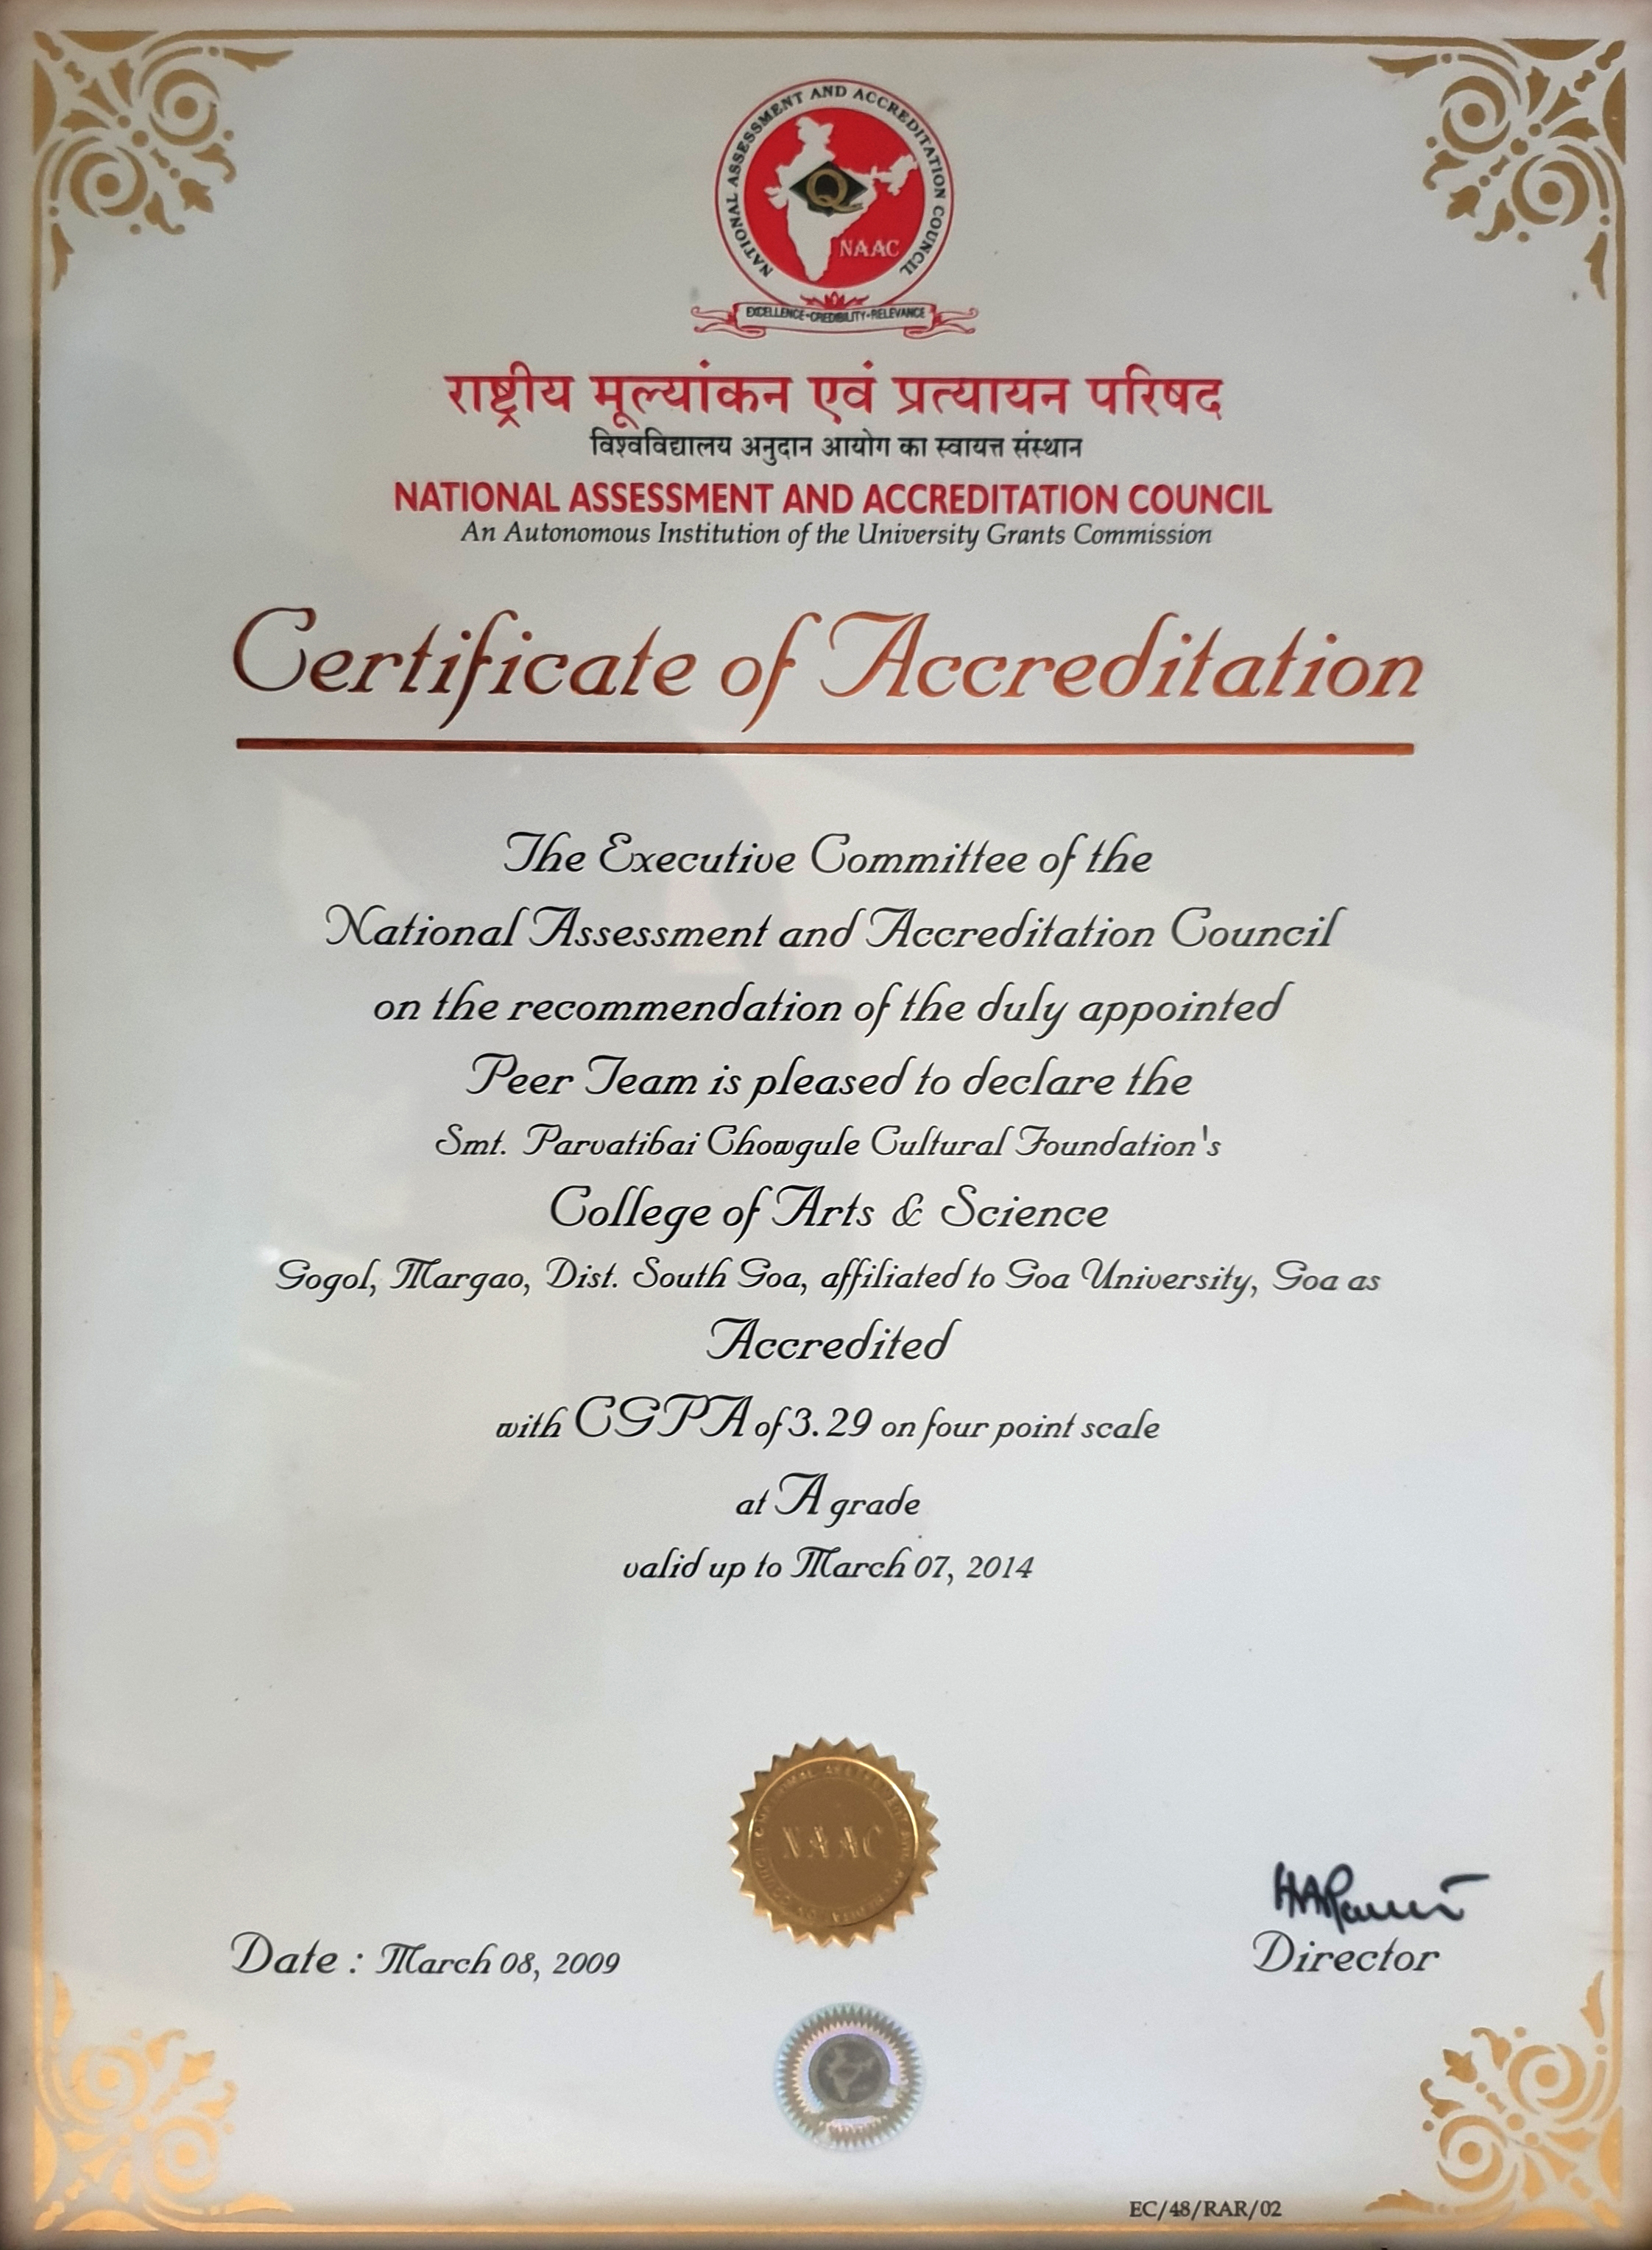 NATIONAL ASSESSMENT AND ACCREDITATION COUNCIL
Q
NAAC
EXCELLENCE•CREDIBILITY•RELEVANCE
राष्ट्रीय मूल्यांकन एवं प्रत्यायन परिषद
विश्वविद्यालय अनुदान आयोग का स्वायत्त संस्थान
NATIONAL ASSESSMENT AND ACCREDITATION COUNCIL
An Autonomous Institution of the University Grants Commission
Certificate of Accreditation
The Executive Committee of the
National Assessment and Accreditation Council
on the recommendation of the duly appointed
Peer Team is pleased to declare the
Smt. Parvatibai Chowgule Cultural Foundation's
College of Arts & Science
Gogol, Margao, Dist. South Goa, affiliated to Goa University, Goa as
Accredited
with CGPA of 3.29 on four point scale
at A grade
valid up to March 07, 2014
NAAC
Date : March 08, 2009
Director
EC/48/RAR/02